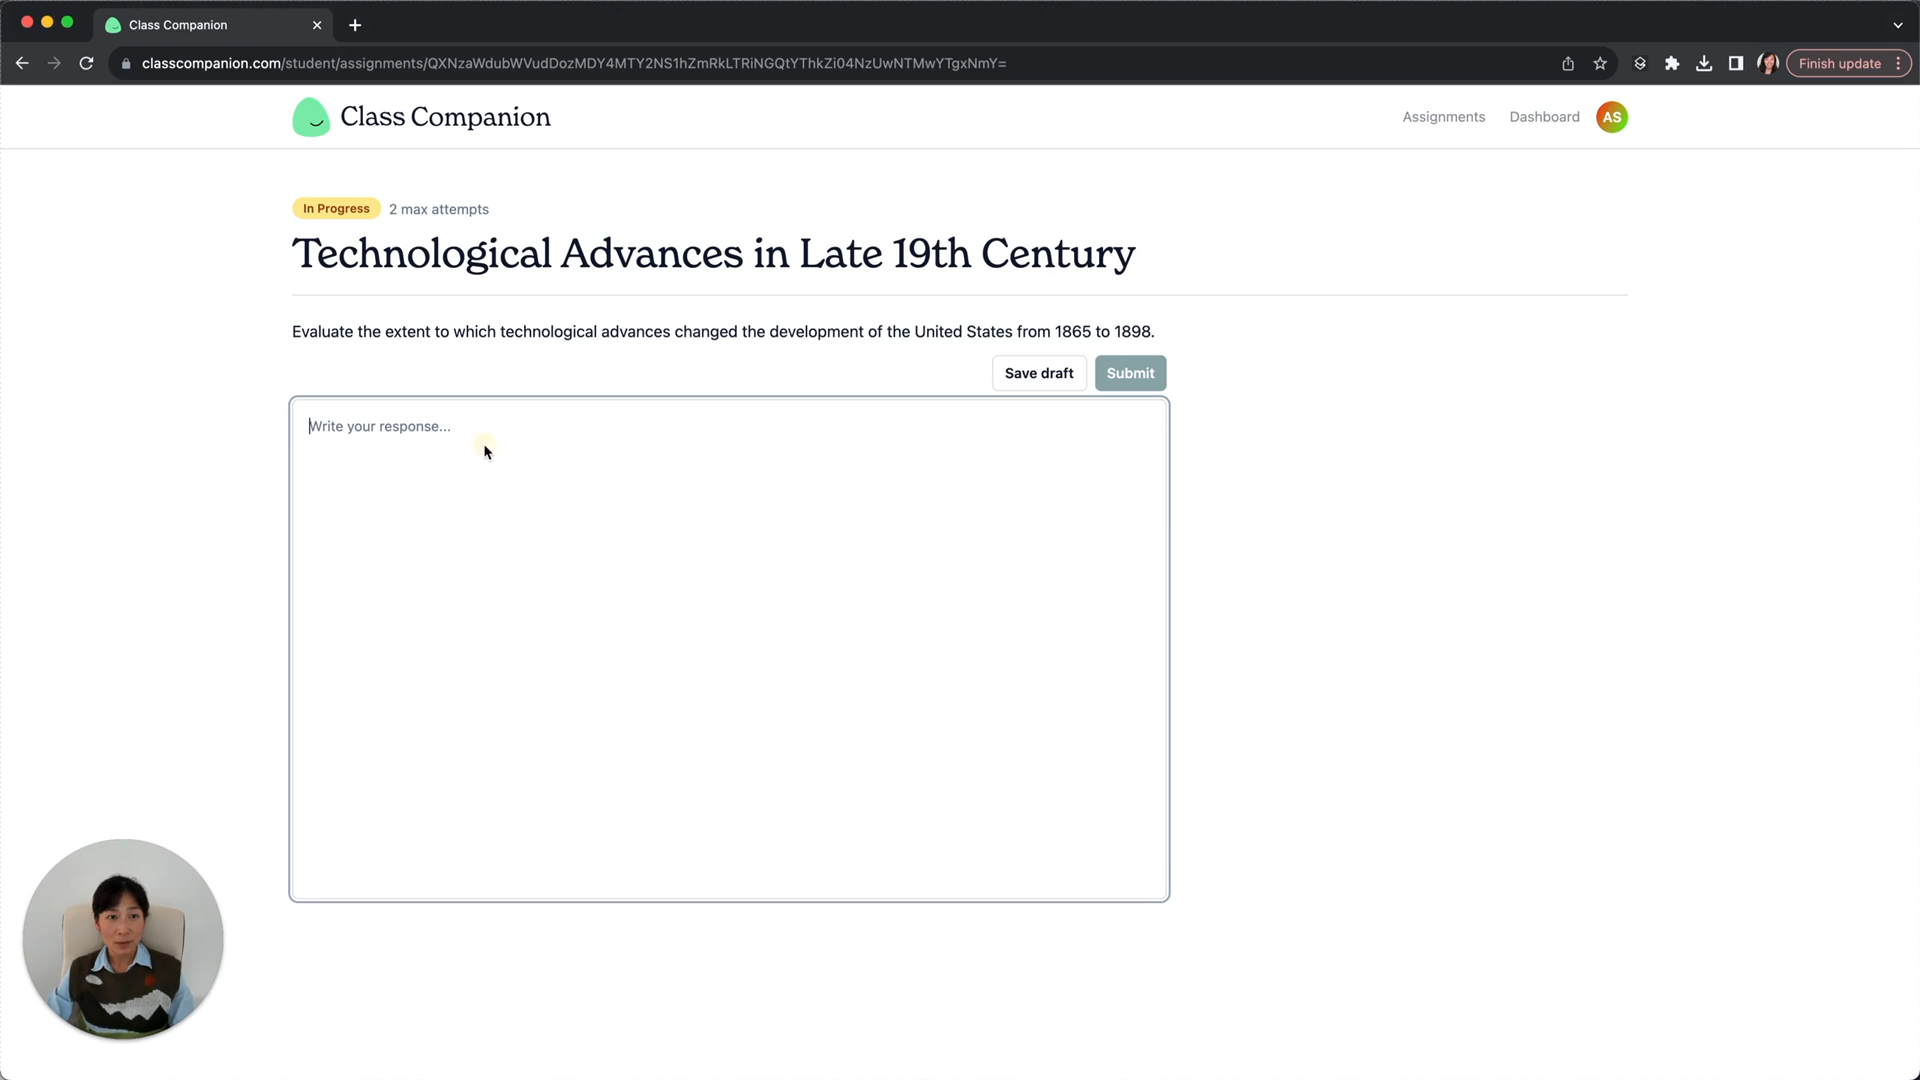 Class Companion
classcompanion.com/student/assignments/QXNzaWdubWVudDozMDY4MTY2NS1hZmRkLTRiNGQtYThkZi04NzUwNTMwYTgxNmY=
Finish update
Class Companion
Assignments
Dashboard
AS
In Progress
2 max attempts
Technological Advances in Late 19th Century
Evaluate the extent to which technological advances changed the development of the United States from 1865 to 1898.
Save draft
Submit
Write your response...